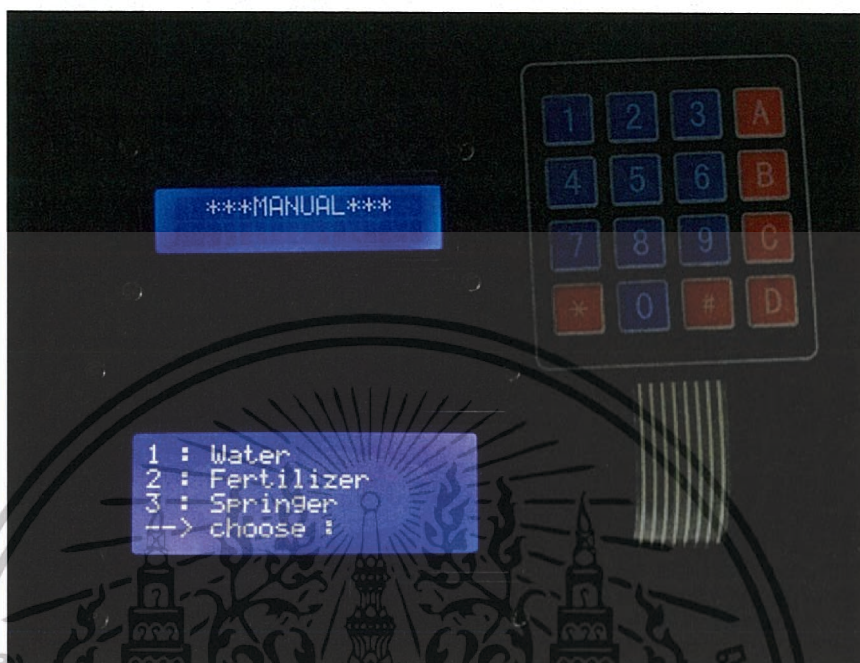 ***MANUAL***
1 2 3 A
4 5 6 B
7 8 9 C
* 0 # D
1 : Water
2 : Fertilizer
3 : Springer
--> choose :